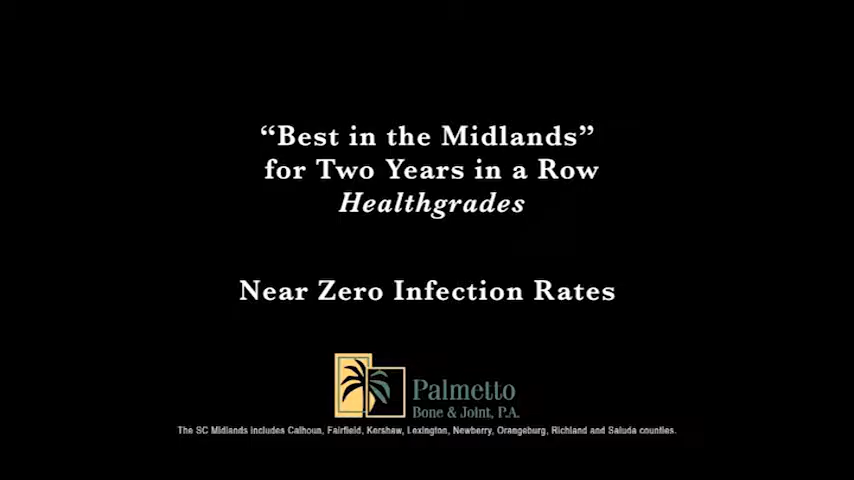 “Best in the Midlands”
for Two Years in a Row
Healthgrades
Near Zero Infection Rates
Palmetto
Bone & Joint, P.A.
The SC Midlands includes Calhoun, Fairfield, Kershaw, Lexington, Newberry, Orangeburg, Richland and Saluda counties.